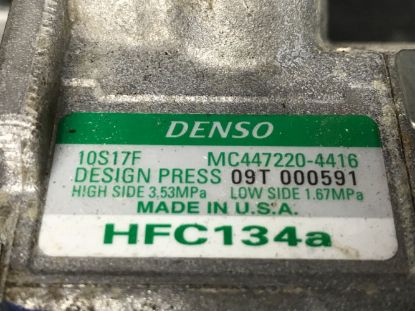 DENSO
10S17F MC447220-4416
DESIGN PRESS 09T 000591
HIGH SIDE 3.53MPa LOW SIDE 1.67MPa
MADE IN U.S.A.
HFC134a